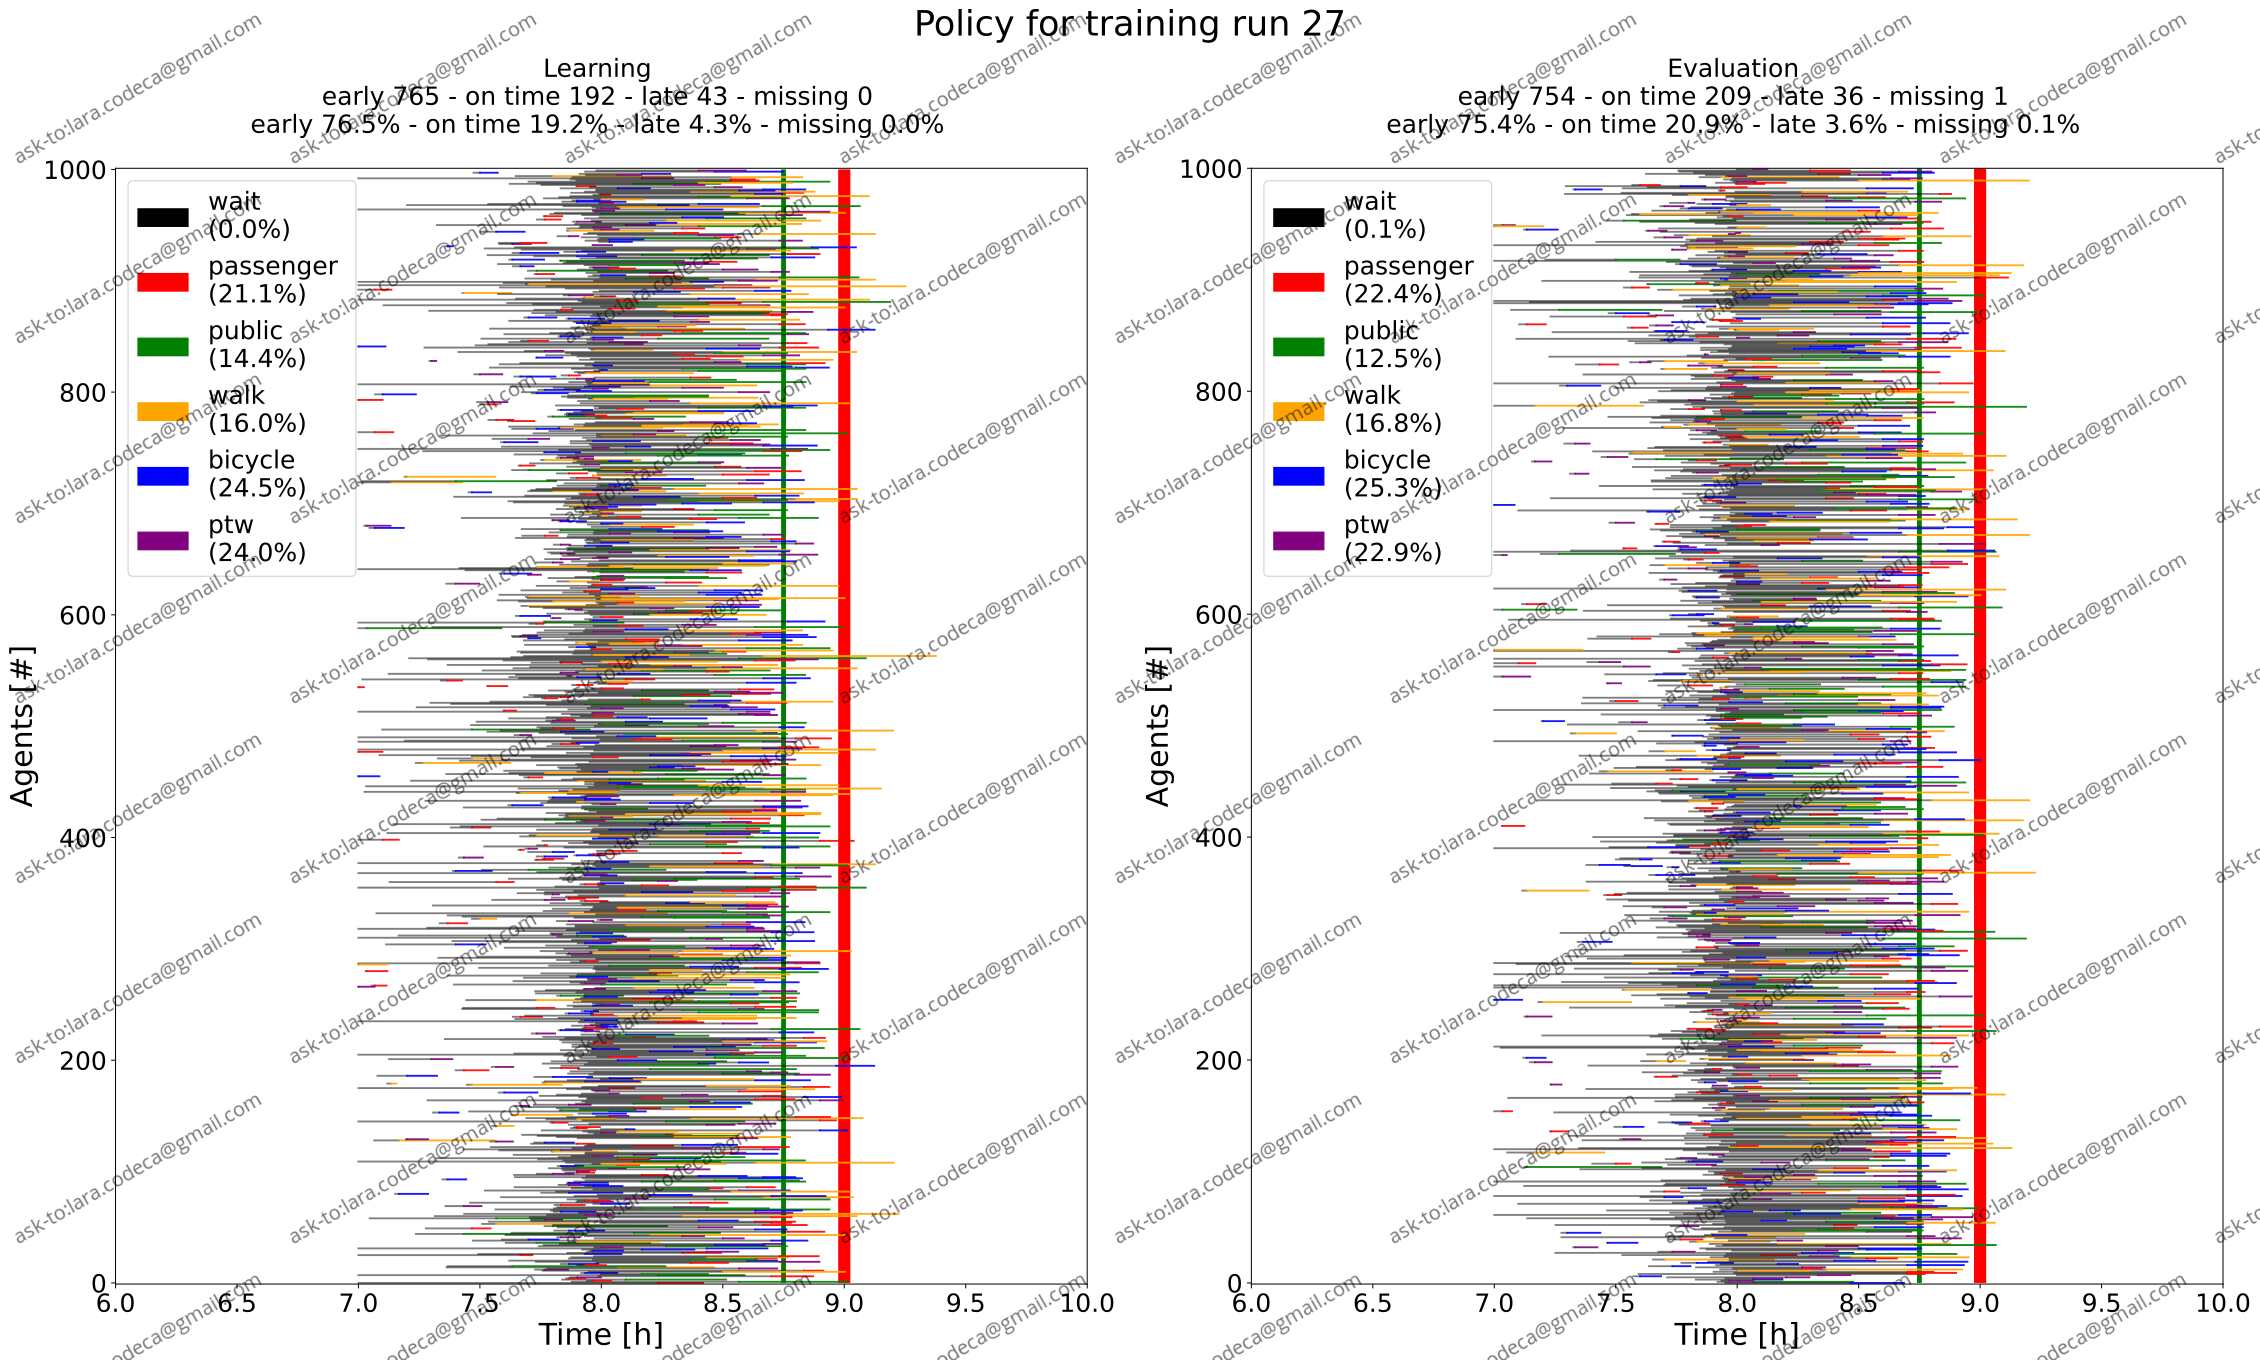 Policy for training run 27
Learning
early 765 - on time 192 - late 43 - missing 0
early 76.5% - on time 19.2% - late 4.3% - missing 0.0%
Agents [#]
1000
800
600
400
200
0
wait
(0.0%)
passenger
(21.1%)
public
(14.4%)
walk
(16.0%)
bicycle
(24.5%)
ptw
(24.0%)
6.0 6.5 7.0 7.5 8.0 8.5 9.0 9.5 10.0
Time [h]
Evaluation
early 754 - on time 209 - late 36 - missing 1
early 75.4% - on time 20.9% - late 3.6% - missing 0.1%
Agents [#]
1000
800
600
400
200
0
wait
(0.1%)
passenger
(22.4%)
public
(12.5%)
walk
(16.8%)
bicycle
(25.3%)
ptw
(22.9%)
6.0 6.5 7.0 7.5 8.0 8.5 9.0 9.5 10.0
Time [h]
ask-to:lara.codeca@gmail.com